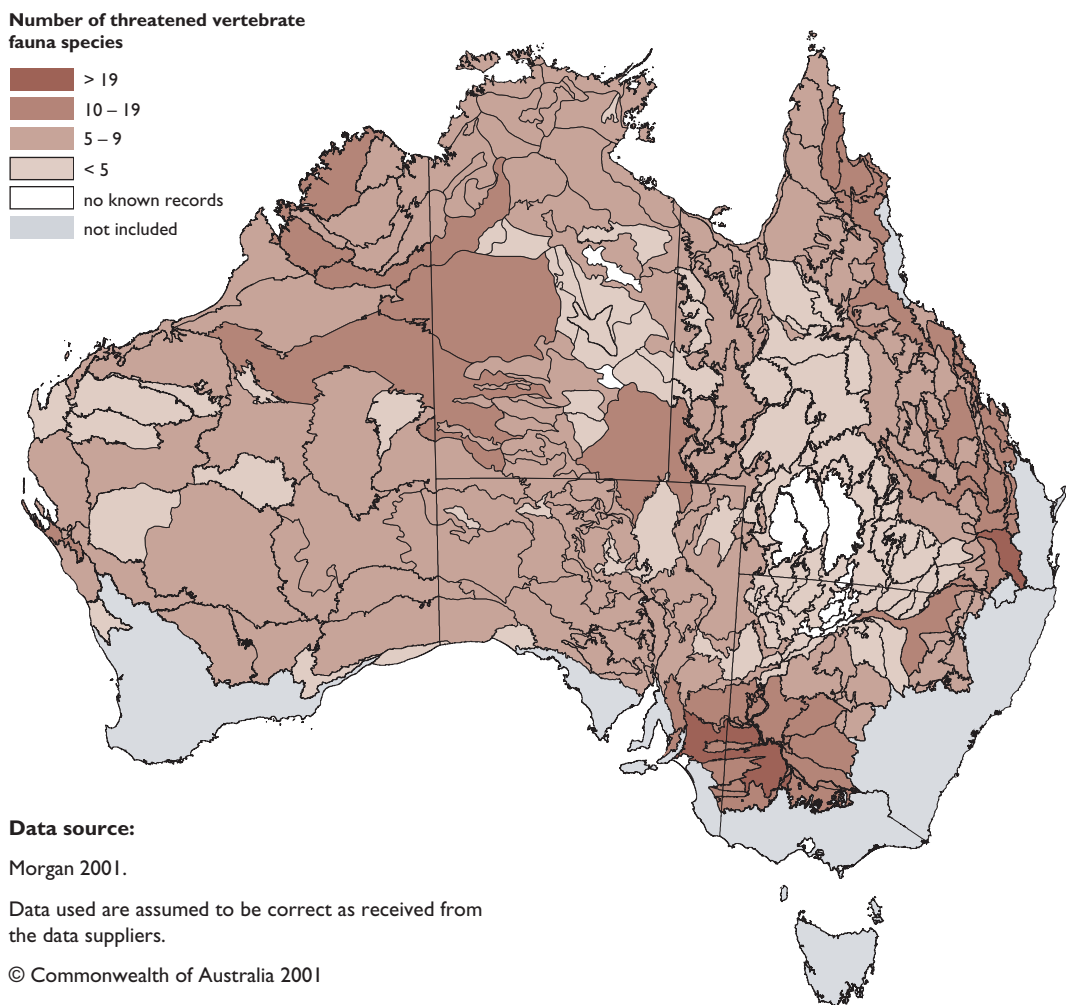 Number of threatened vertebrate
fauna species
> 19
10 – 19
5 – 9
< 5
no known records
not included
Data source:
Morgan 2001.
Data used are assumed to be correct as received from
the data suppliers.
© Commonwealth of Australia 2001